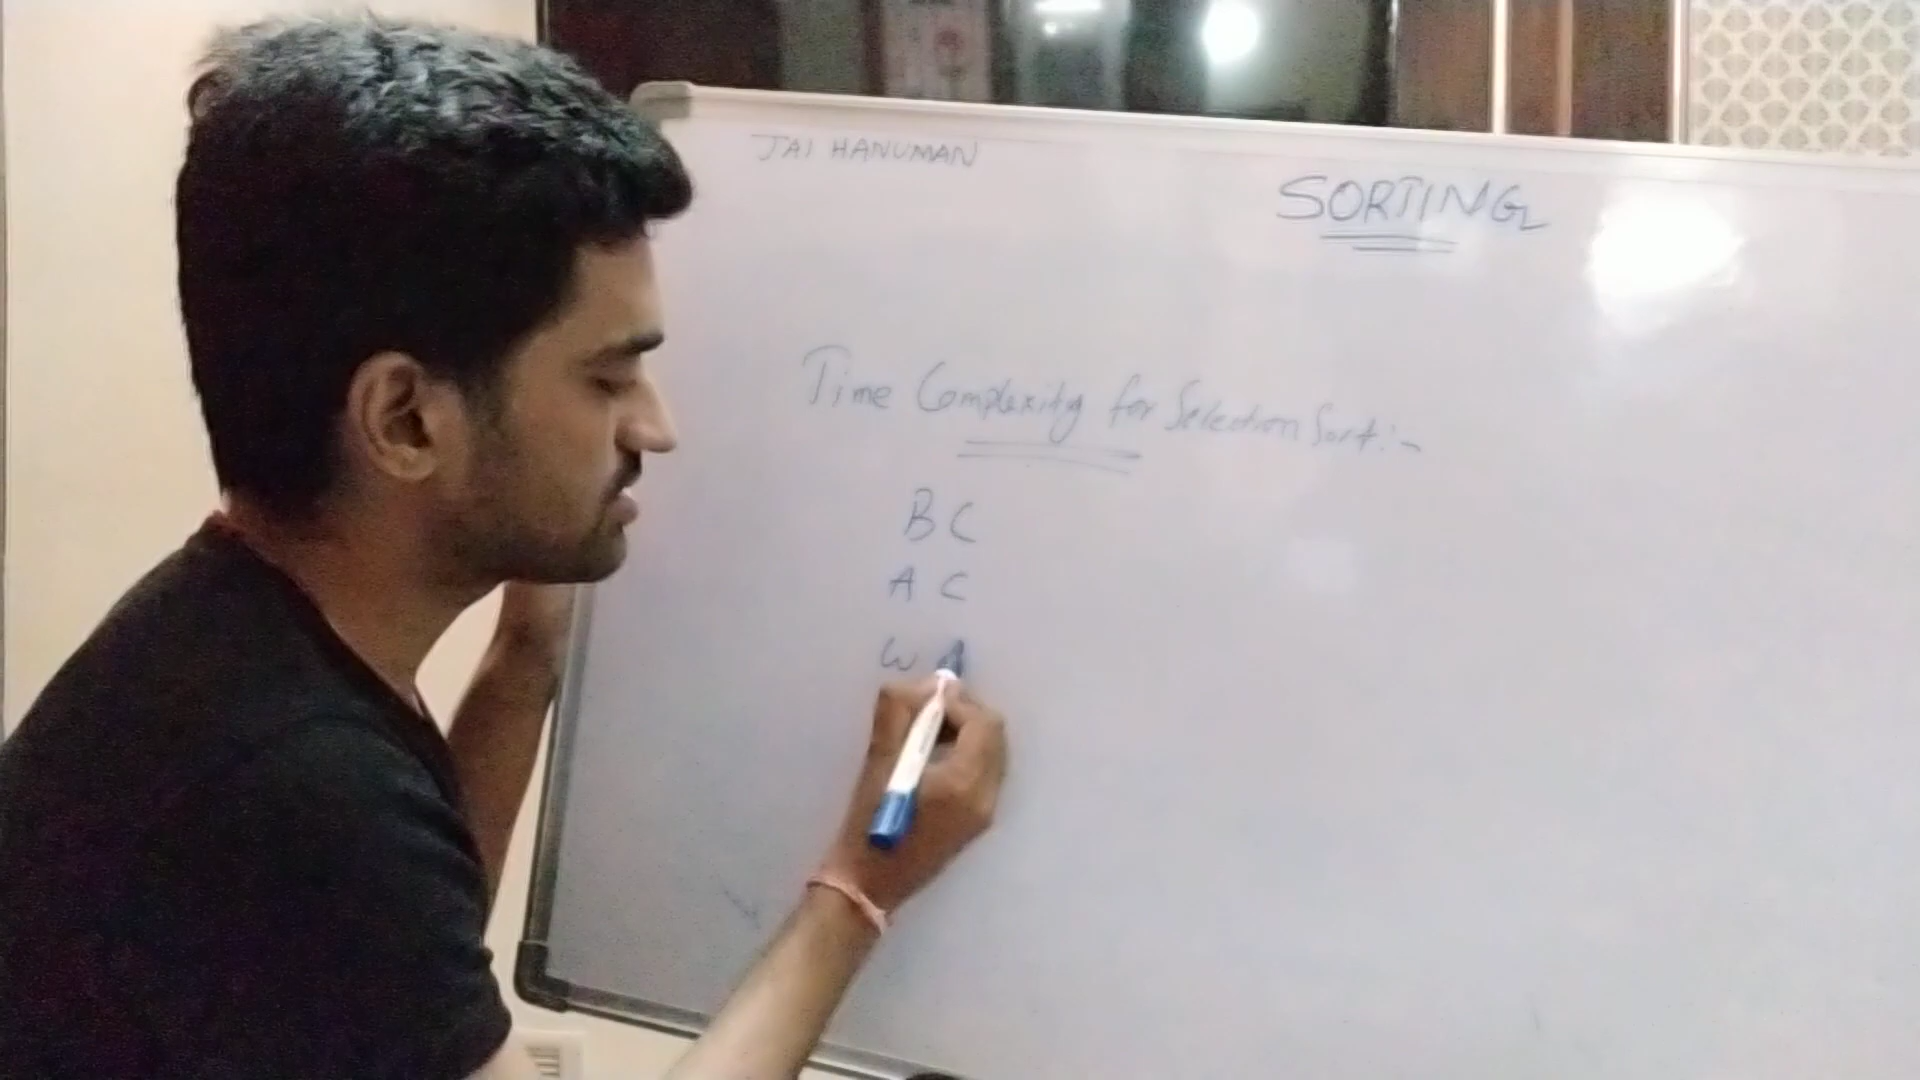 JAI HANUMAN
SORTING
Time Complexity for Selection Sort:-
B C
A C
W